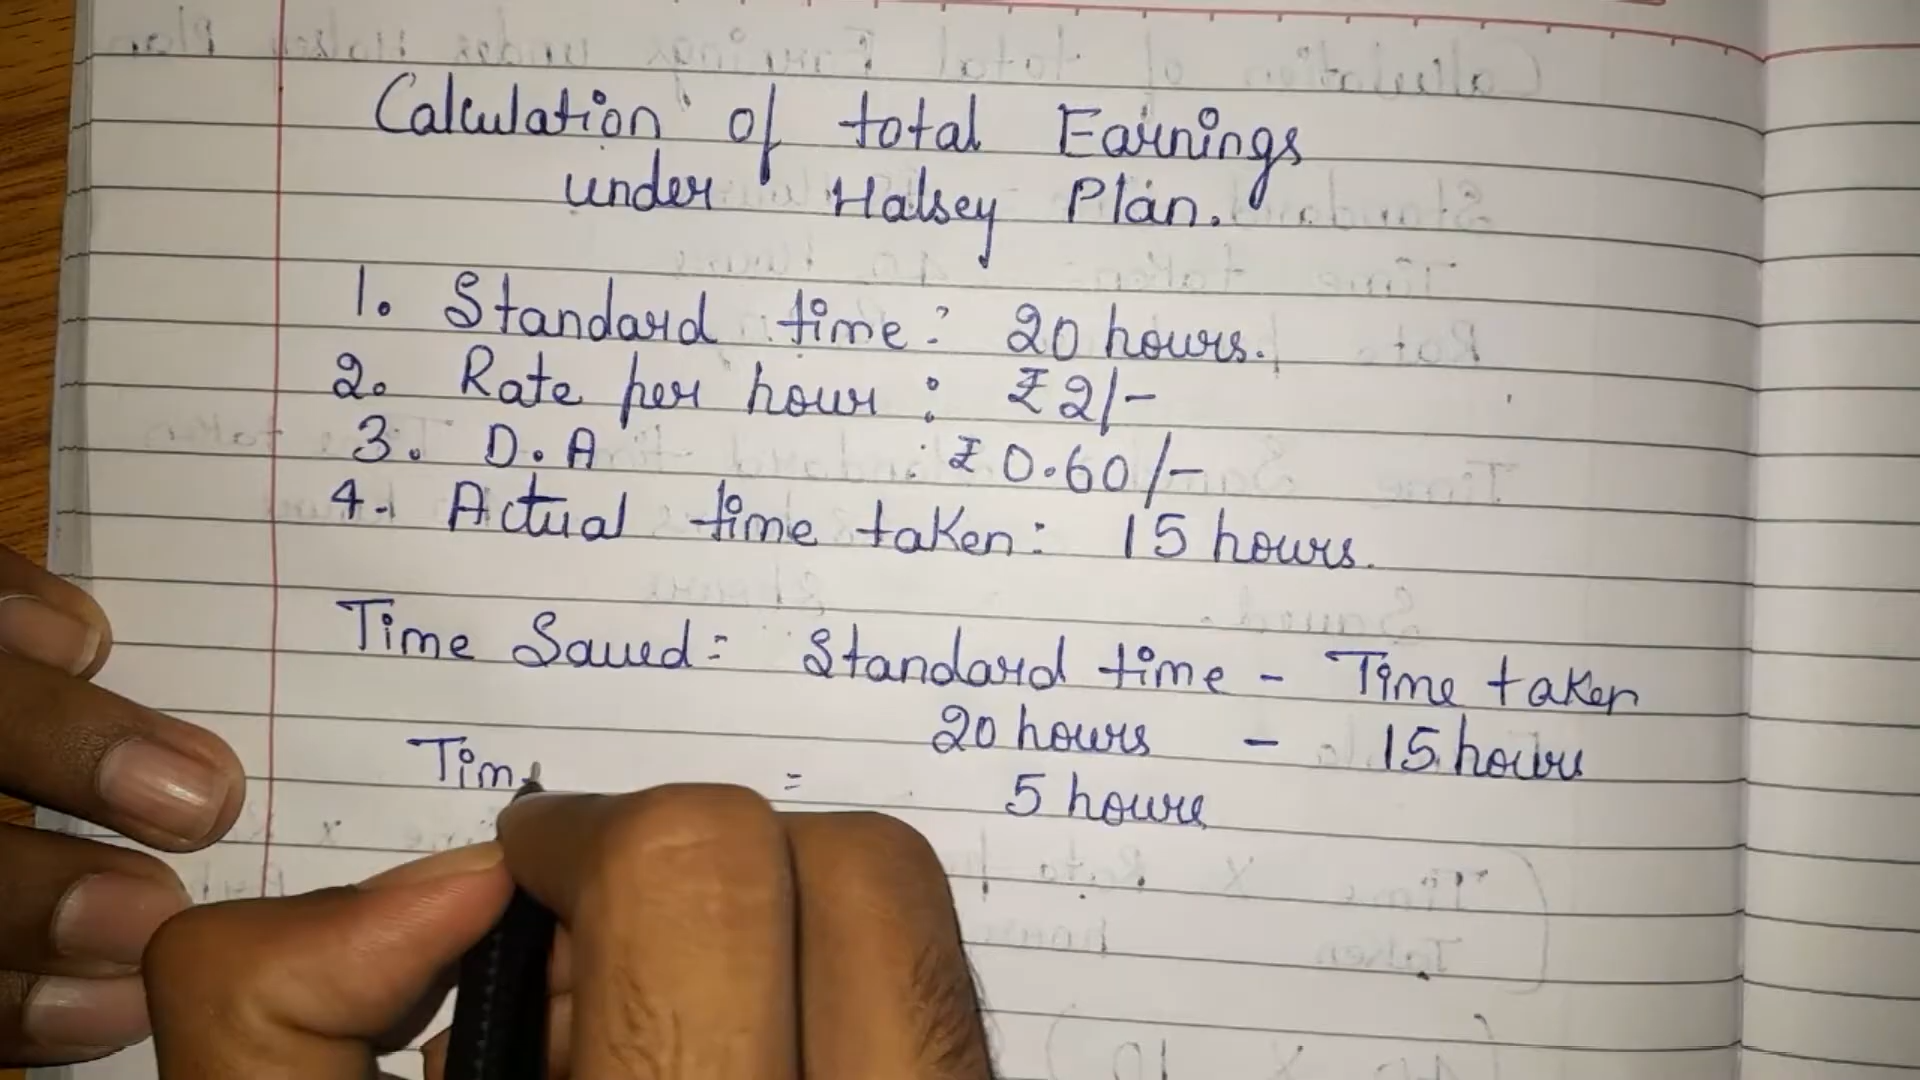 Calculation of total Earnings
under Halsey Plan.
1. Standard time: 20 hours.
2. Rate per hour: ₹2/-
3. D.A : ₹0.60/-
4. Actual time taken: 15 hours.
Time Saved = Standard time - Time taken
20 hours - 15 hours
Time = 5 hours